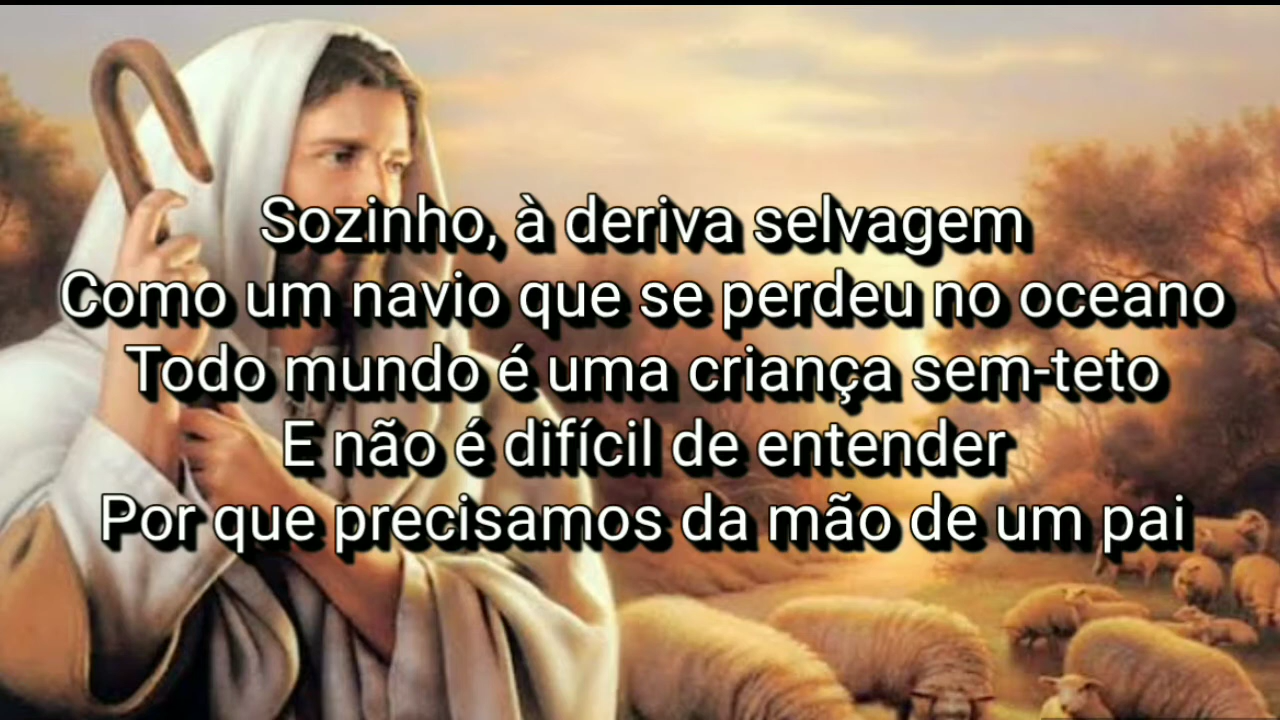 Sozinho, à deriva selvagem
Como um navio que se perdeu no oceano
Todo mundo é uma criança sem-teto
E não é difícil de entender
Por que precisamos da mão de um pai